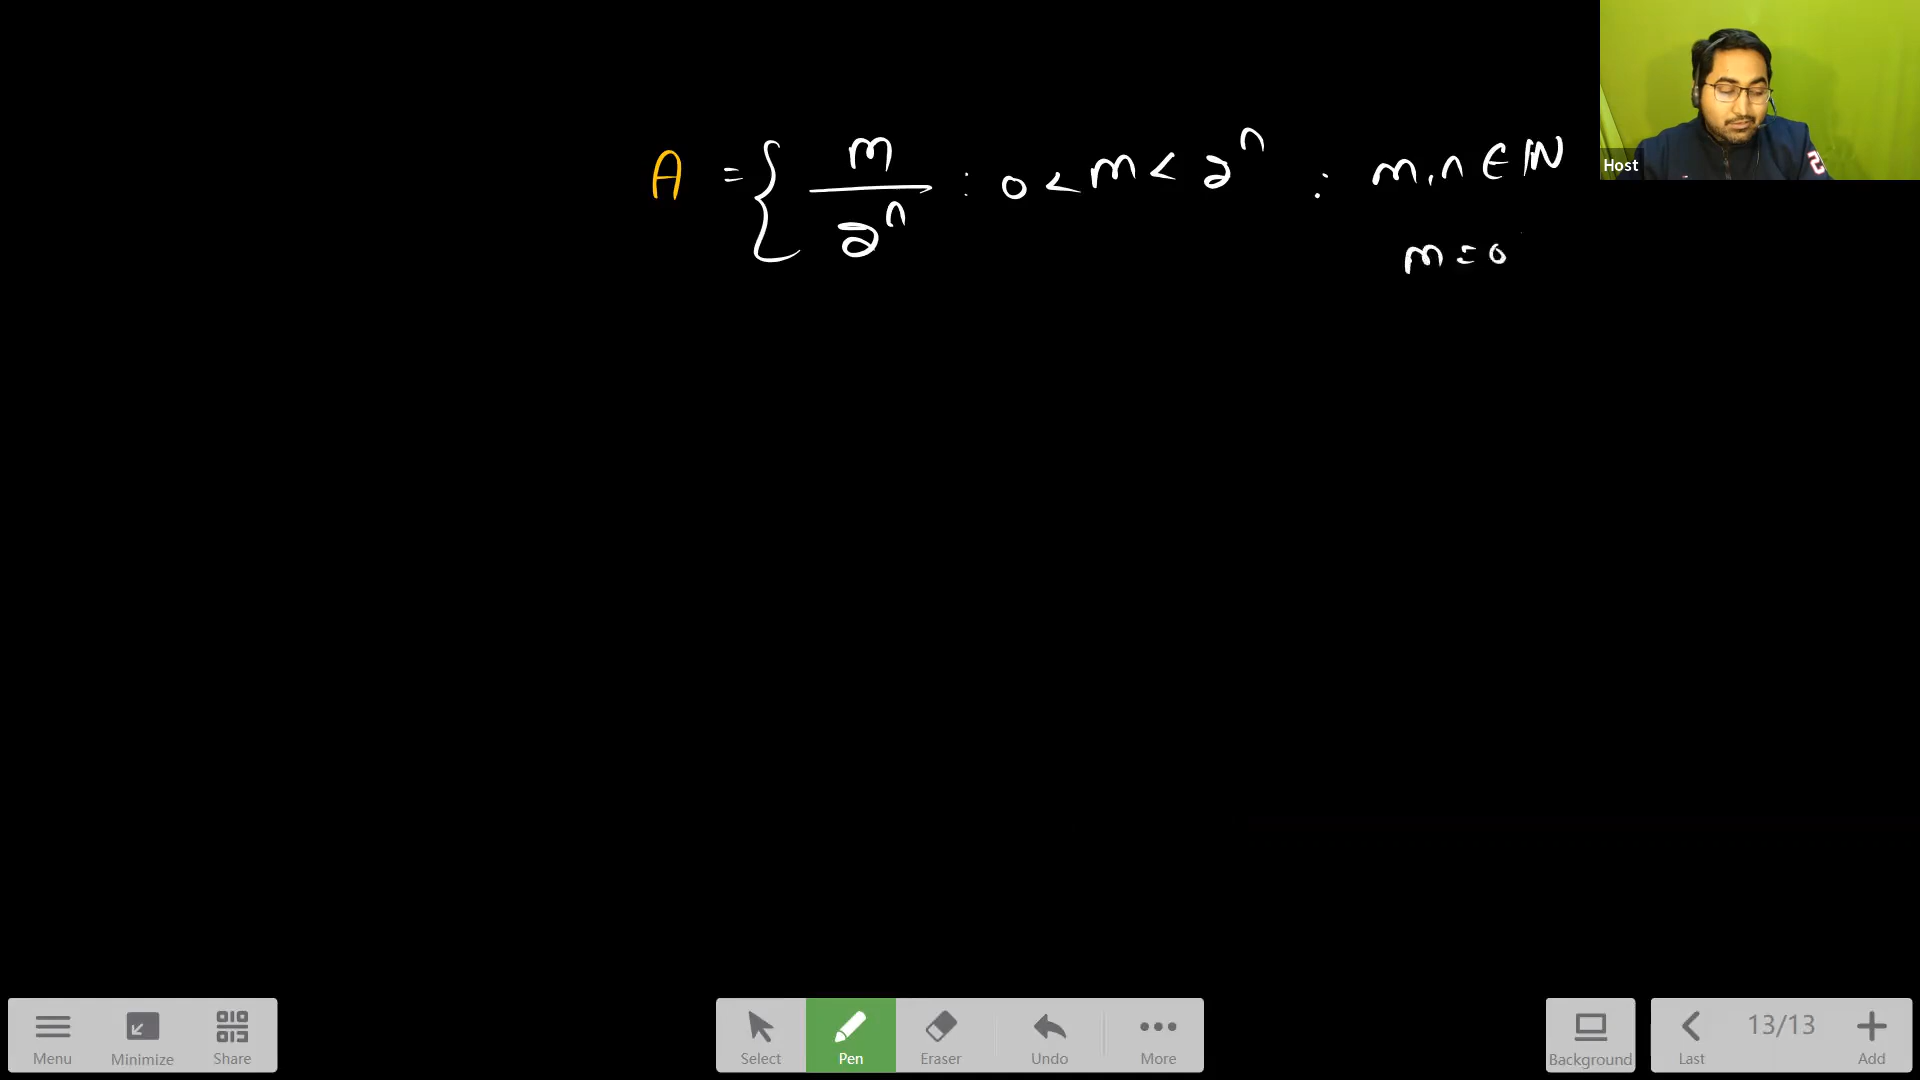 A = { m / 2^n : 0 < m < 2^n : m, n ∈ ℕ
m = 0
Host
Menu
Minimize
Share
Select
Pen
Eraser
Undo
More
Background
Last
13/13
Add